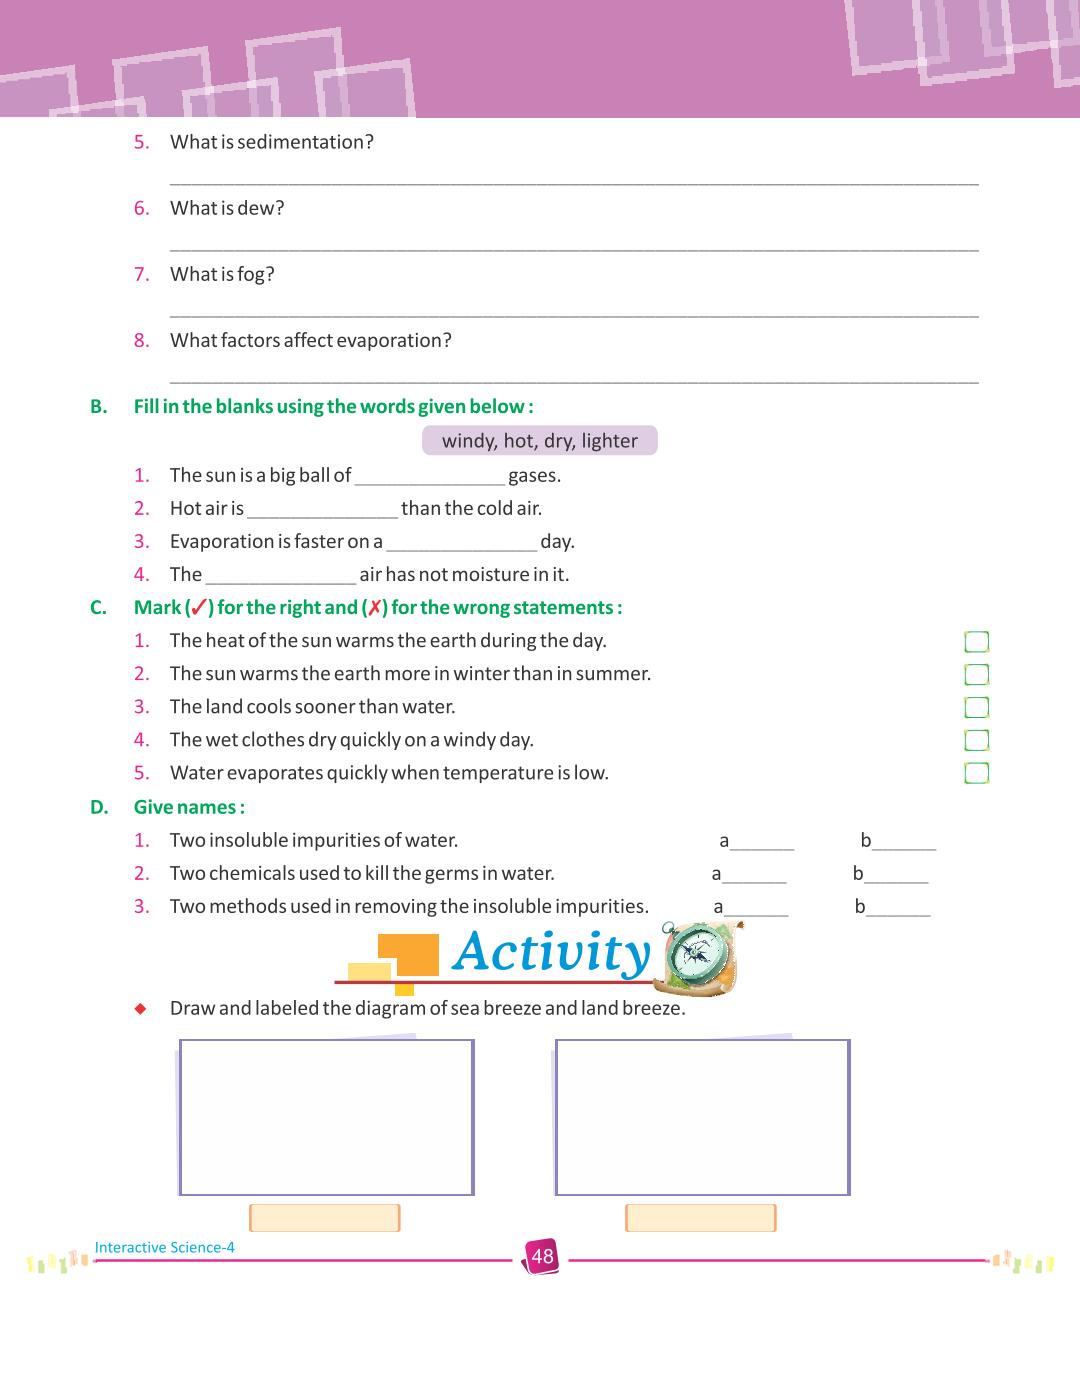 5. What is sedimentation?
6. What is dew?
7. What is fog?
8. What factors affect evaporation?
B. Fill in the blanks using the words given below :
windy, hot, dry, lighter
1. The sun is a big ball of ______________ gases.
2. Hot air is ______________ than the cold air.
3. Evaporation is faster on a ______________ day.
4. The ______________ air has not moisture in it.
C. Mark (✓) for the right and (✗) for the wrong statements :
1. The heat of the sun warms the earth during the day.
2. The sun warms the earth more in winter than in summer.
3. The land cools sooner than water.
4. The wet clothes dry quickly on a windy day.
5. Water evaporates quickly when temperature is low.
D. Give names :
1. Two insoluble impurities of water. a______ b______
2. Two chemicals used to kill the germs in water. a______ b______
3. Two methods used in removing the insoluble impurities. a______ b______
Activity
◆ Draw and labeled the diagram of sea breeze and land breeze.
Interactive Science-4
48